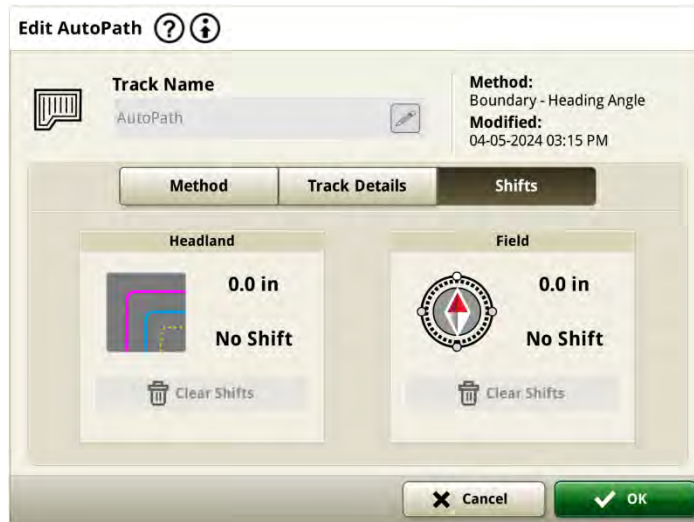 Edit AutoPath
Track Name
AutoPath
Method:
Boundary - Heading Angle
Modified:
04-05-2024 03:15 PM
Method
Track Details
Shifts
Headland
0.0 in
No Shift
Clear Shifts
Field
0.0 in
No Shift
Clear Shifts
Cancel
OK